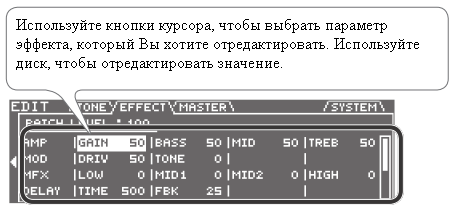 Используйте кнопки курсора, чтобы выбрать параметр
эффекта, который Вы хотите отредактировать. Используйте
диск, чтобы отредактировать значение.
EDIT TONE EFFECT MASTER SYSTEM
PATCH LEVEL : 100
AMP GAIN 50 BASS 50 MID 50 TREB 50
MOD DRIV 50 TONE 0
MFX LOW 0 MID1 0 MID2 0 HIGH 0
DELAY TIME 500 FBK 25